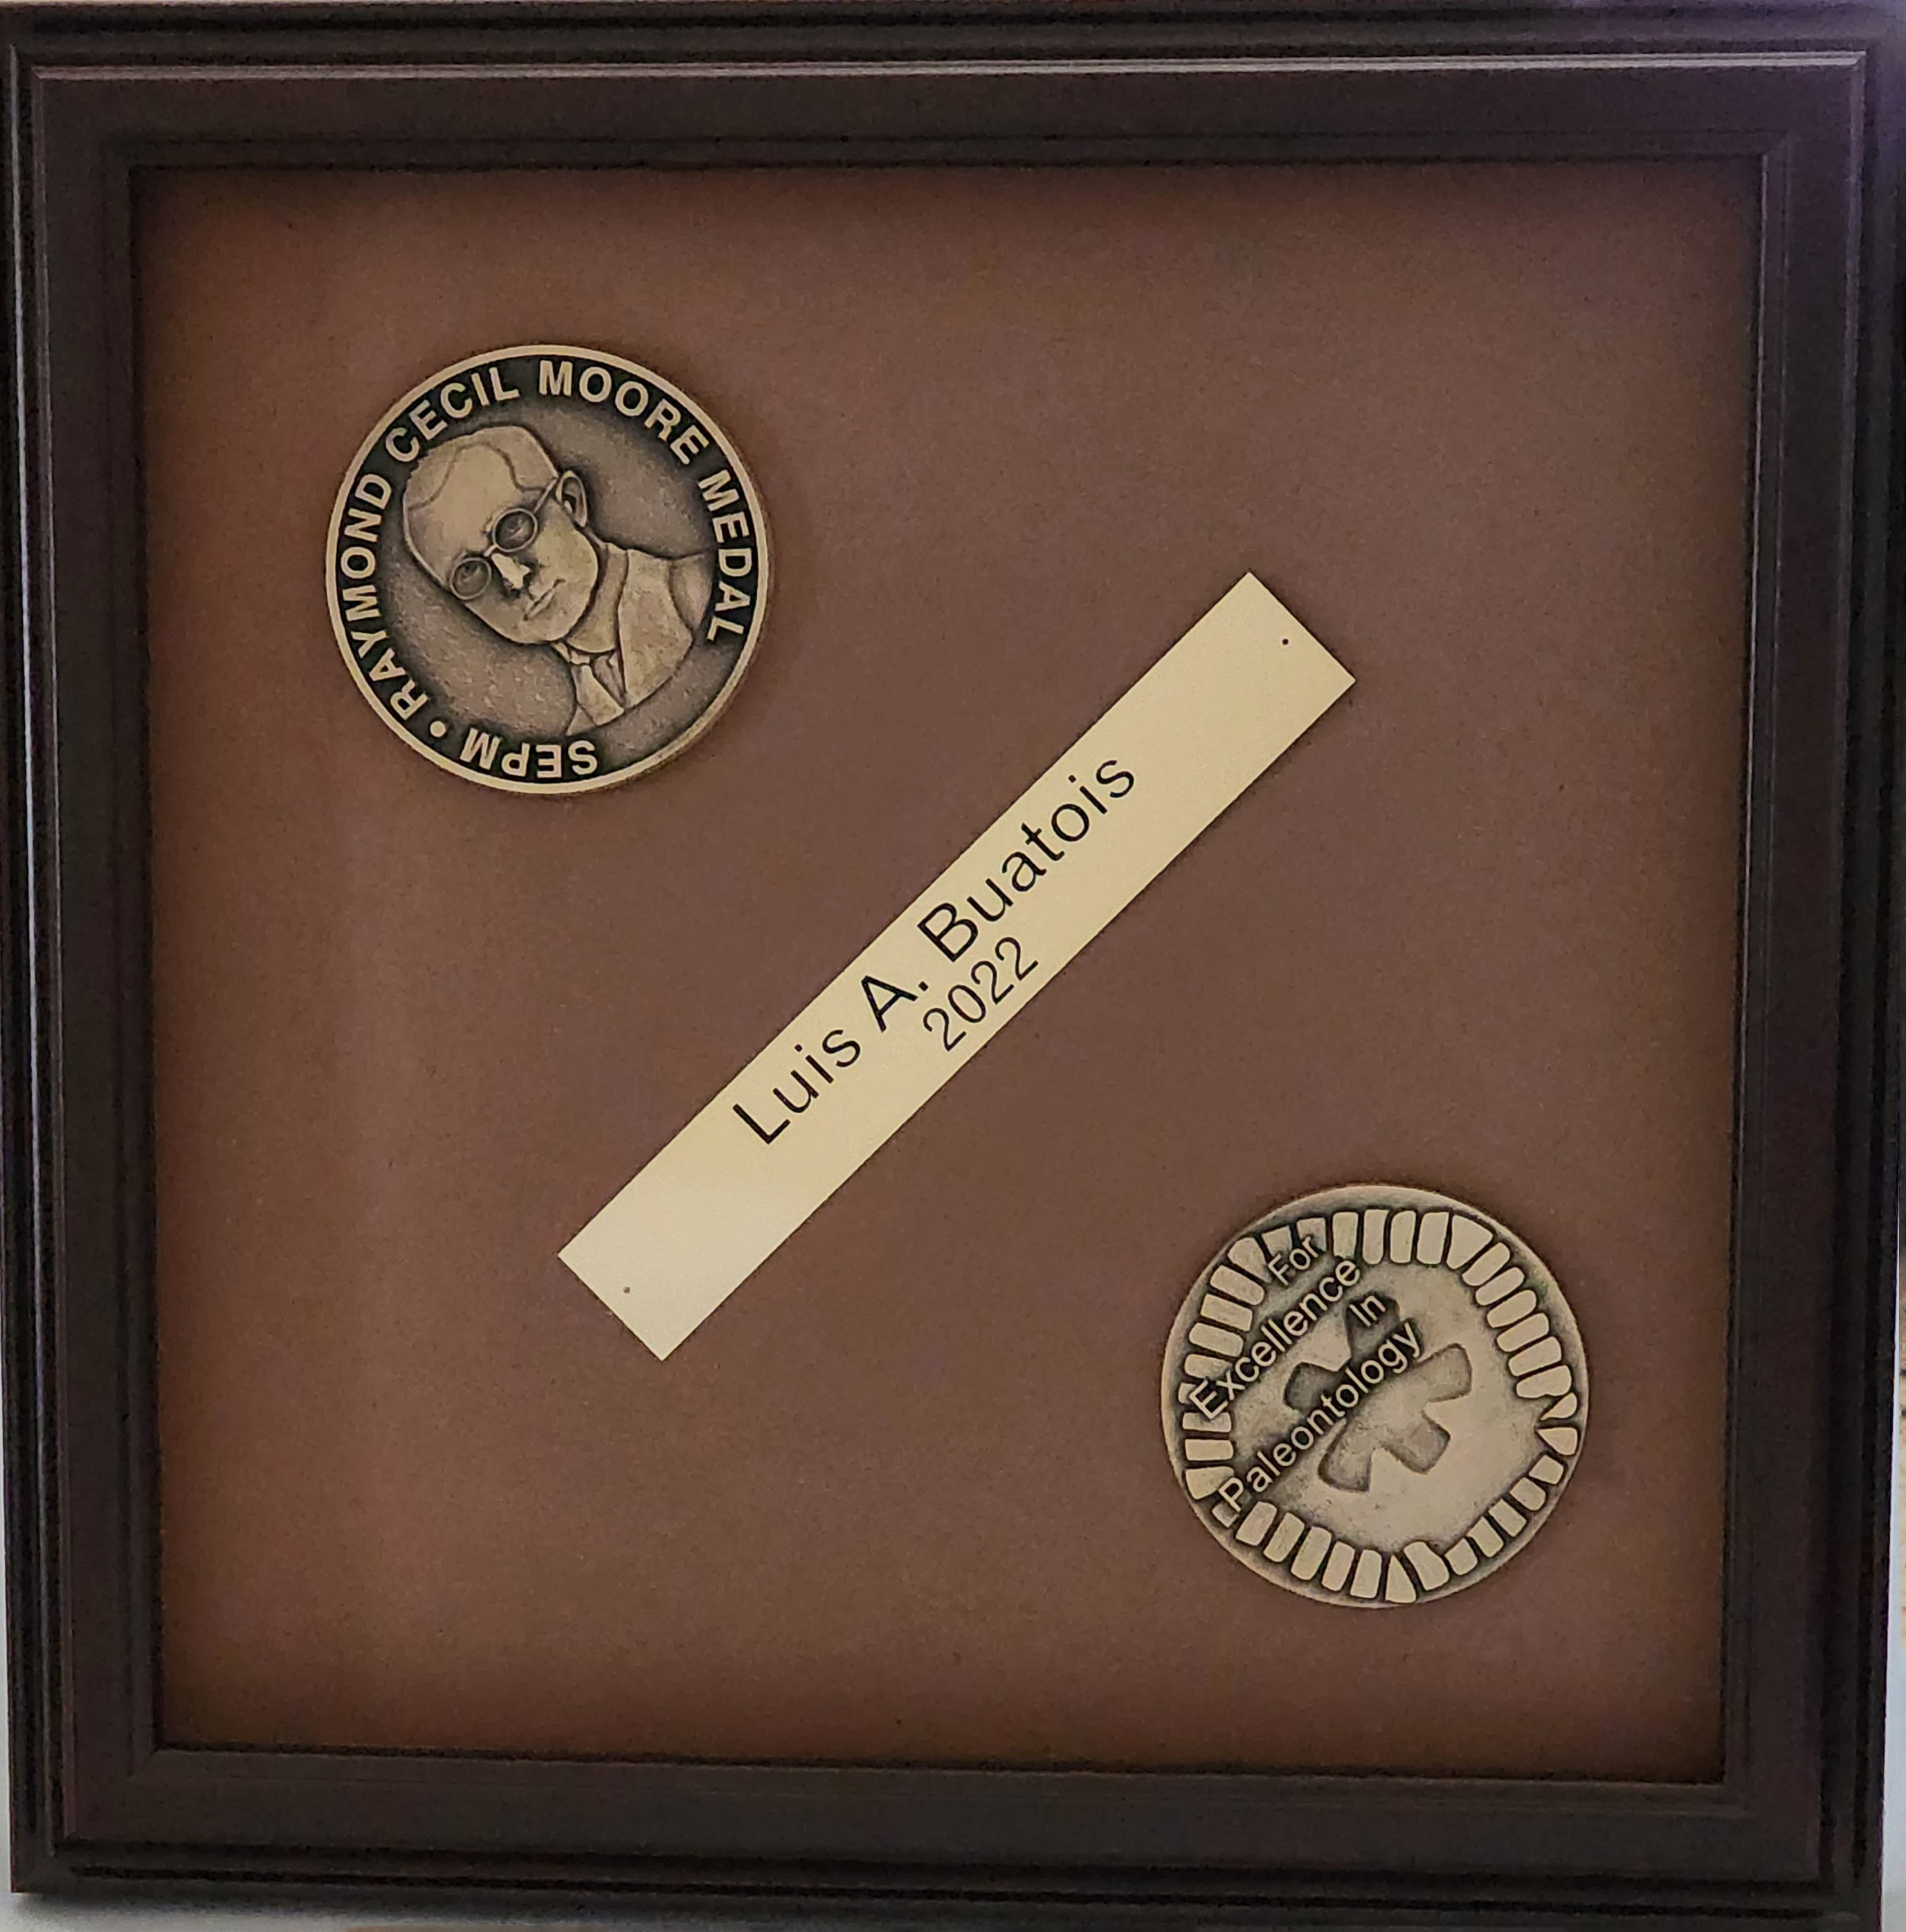 SEPM • RAYMOND CECIL MOORE MEDAL
Luis A. Buatois
2022
For
Excellence
In
Paleontology